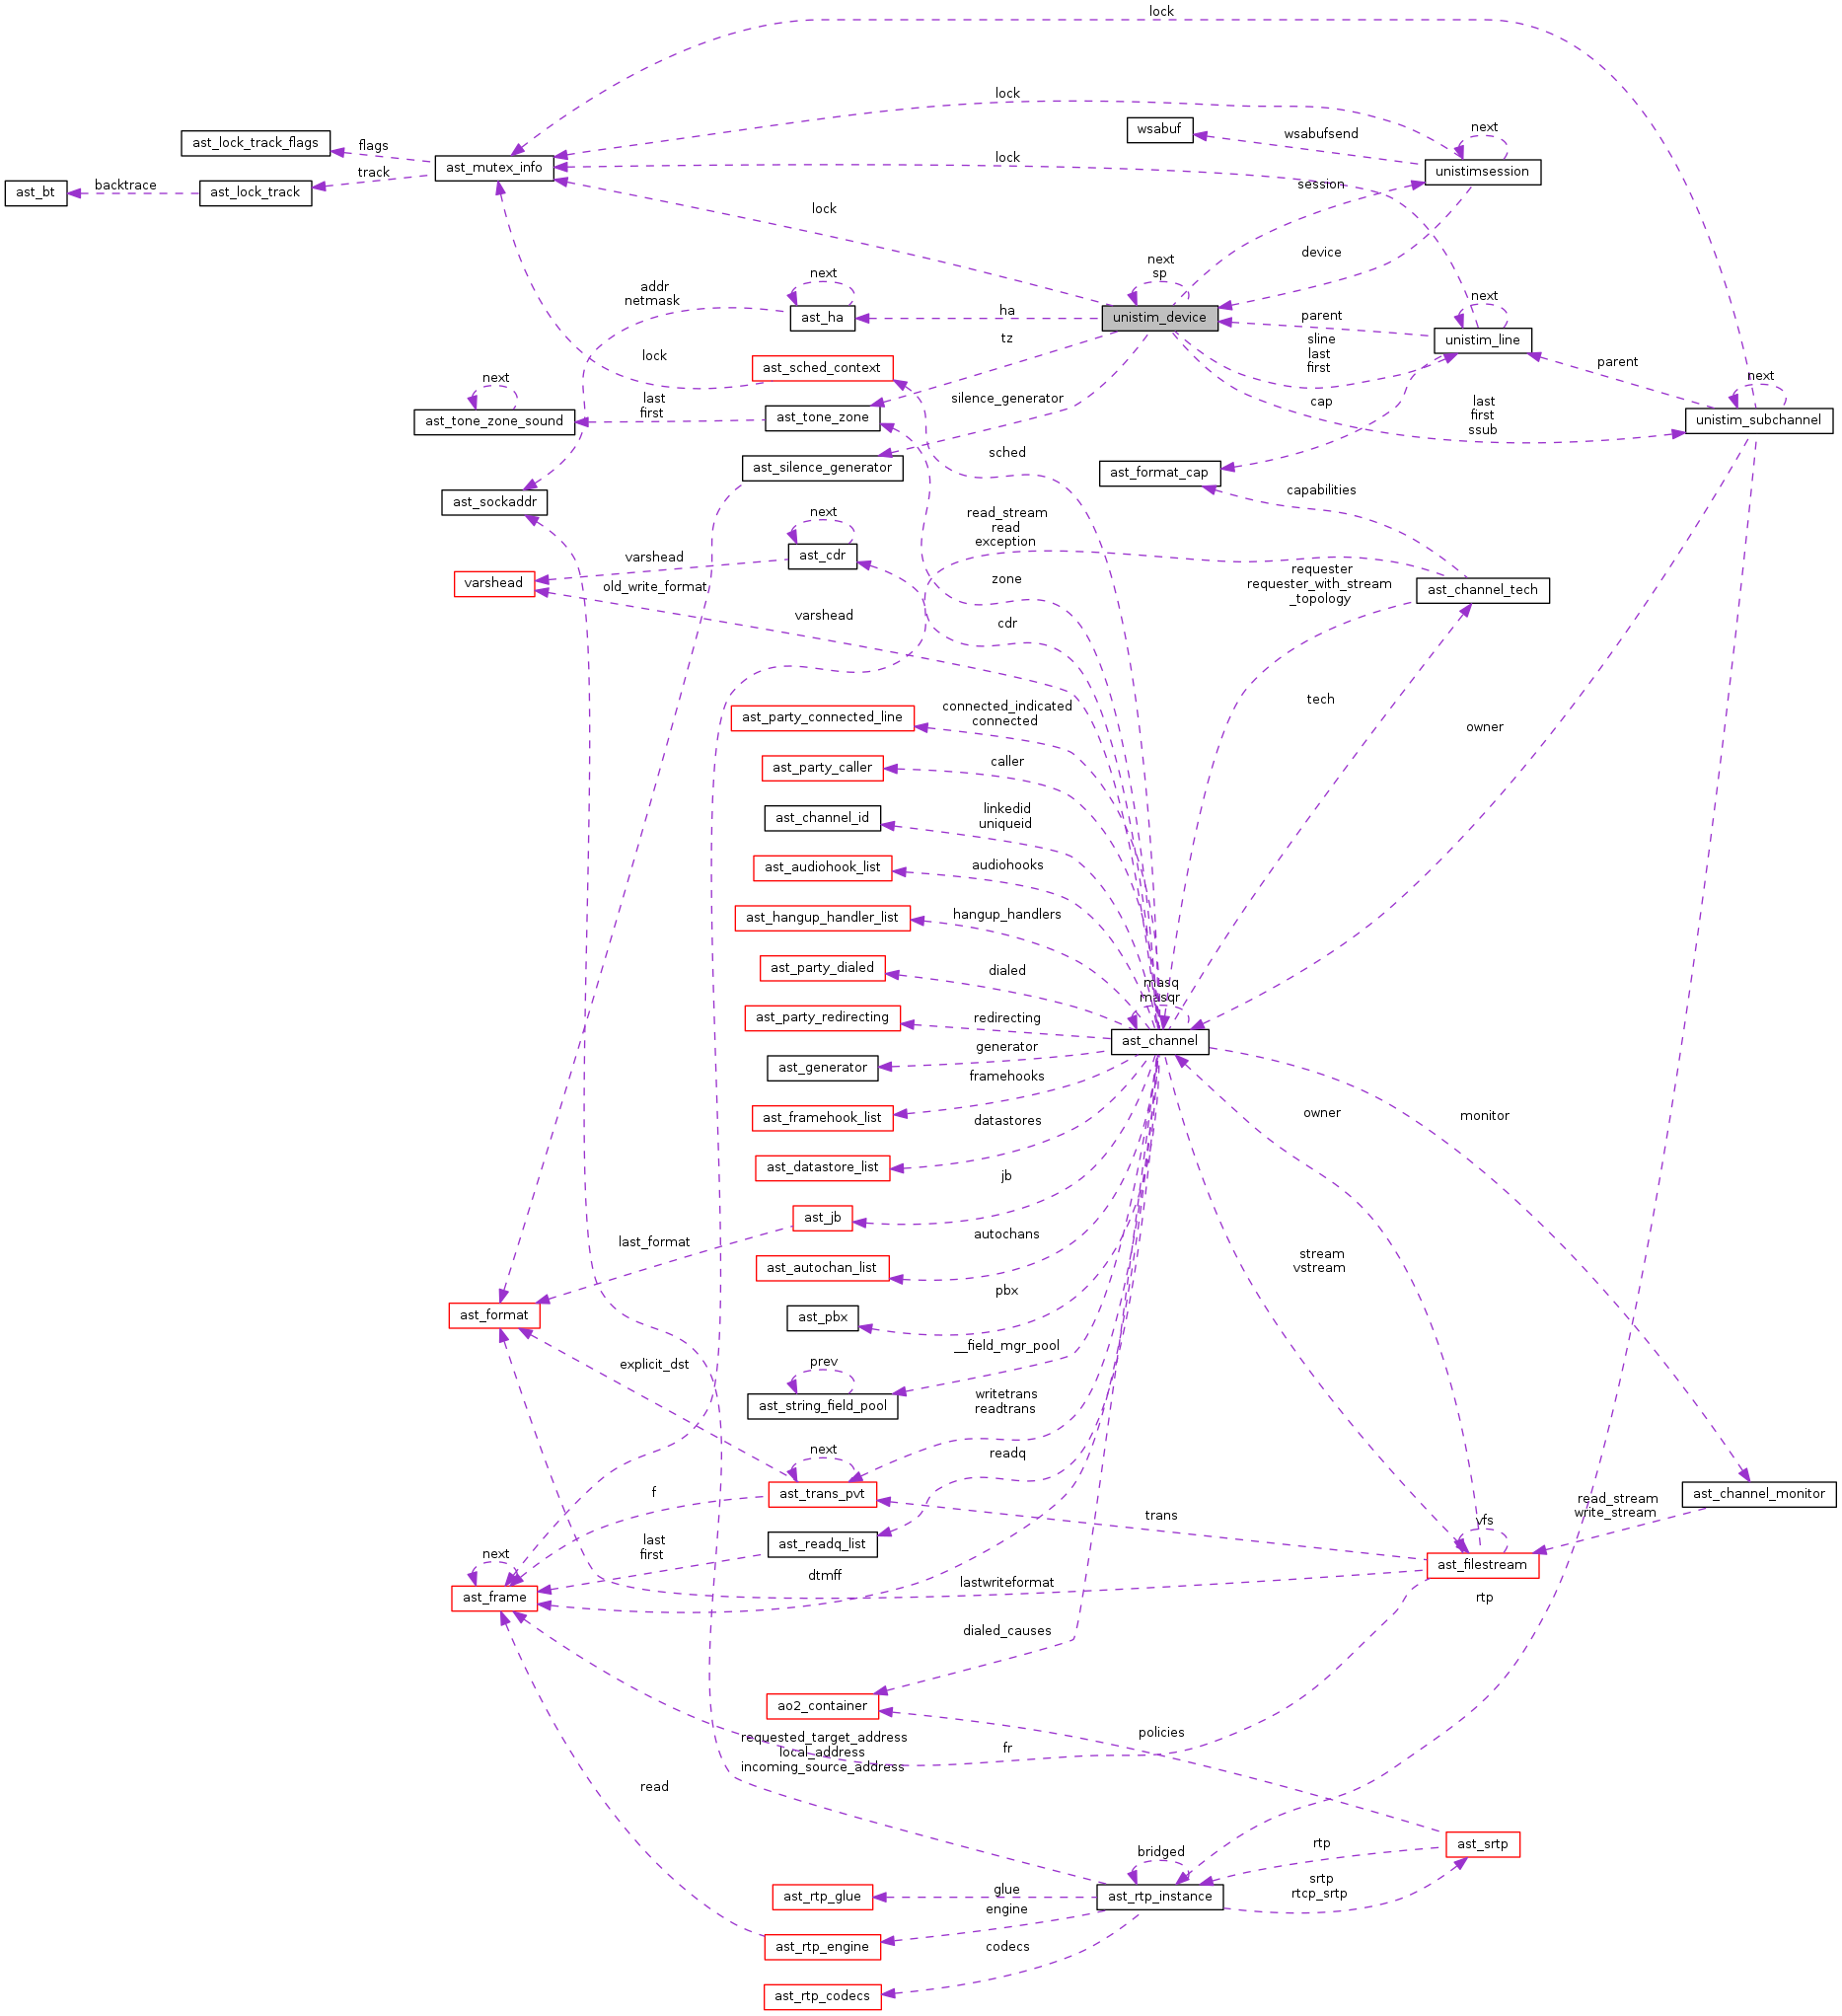 lock
lock
wsabuf
wsabufsend
next
ast_lock_track_flags
flags
ast_mutex_info
lock
unistimsession
track
ast_bt
backtrace
ast_lock_track
session
lock
device
next
sp
next
addr
netmask
ast_ha
ha
unistim_device
parent
next
unistim_line
tz
sline
last
first
lock
ast_sched_context
parent
next
next
ast_tone_zone_sound
last
first
ast_tone_zone
silence_generator
cap
last
first
ssub
unistim_subchannel
ast_silence_generator
sched
ast_format_cap
capabilities
ast_sockaddr
next
read_stream
read
exception
varshead
ast_cdr
varshead
old_write_format
zone
requester
requester_with_stream
_topology
ast_channel_tech
varshead
cdr
tech
owner
ast_party_connected_line
connected_indicated
connected
ast_party_caller
caller
ast_channel_id
linkedid
uniqueid
ast_audiohook_list
audiohooks
ast_hangup_handler_list
hangup_handlers
ast_party_dialed
dialed
masq
masqr
ast_party_redirecting
redirecting
ast_channel
ast_generator
generator
ast_framehook_list
framehooks
owner
monitor
datastores
ast_datastore_list
jb
ast_jb
last_format
autochans
stream
vstream
ast_autochan_list
ast_format
ast_pbx
pbx
explicit_dst
prev
__field_mgr_pool
ast_string_field_pool
writetrans
readtrans
next
readq
f
ast_trans_pvt
trans
ast_channel_monitor
read_stream
write_stream
vfs
last
first
ast_readq_list
next
ast_frame
dtmff
lastwriteformat
ast_filestream
rtp
dialed_causes
ao2_container
policies
requested_target_address
local_address
incoming_source_address
fr
read
ast_srtp
rtp
bridged
ast_rtp_glue
glue
ast_rtp_instance
srtp
rtcp_srtp
engine
ast_rtp_engine
codecs
ast_rtp_codecs